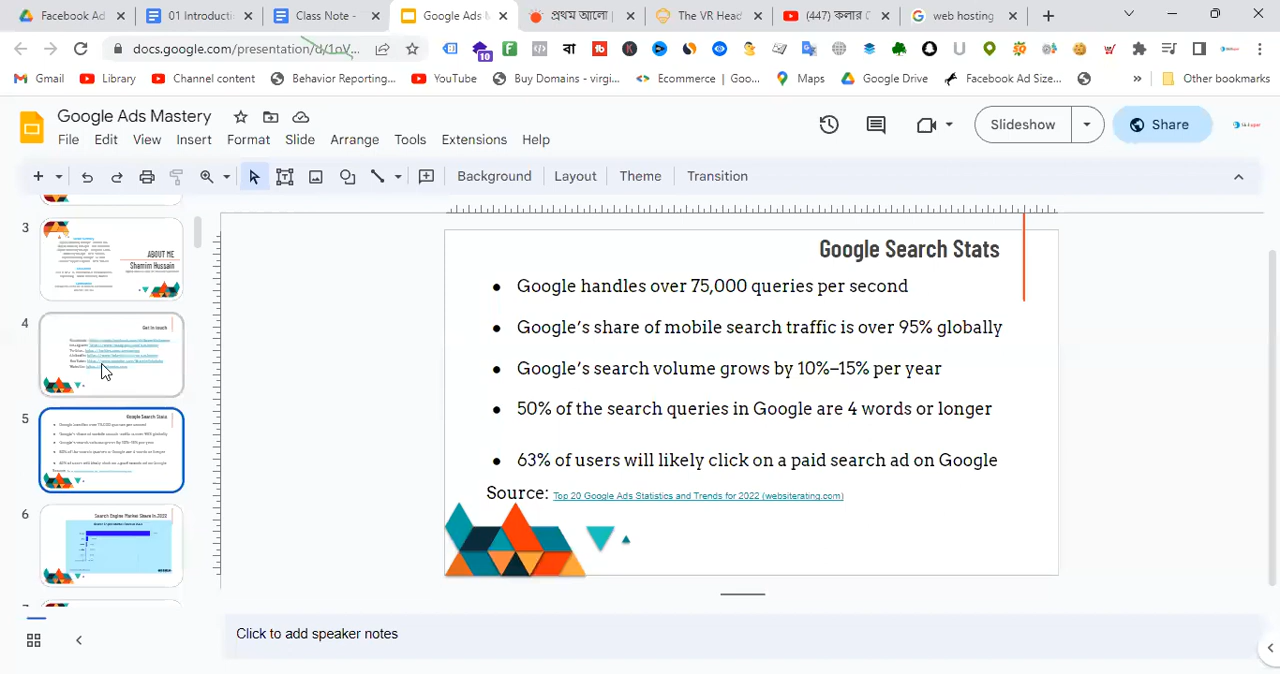 Facebook Ad
01 Introducti
Class Note -
Google Ads M
প্রথম আলো |
The VR Head
(447) কলার C
web hosting
docs.google.com/presentation/d/1nV...
Gmail
Library
Channel content
Behavior Reporting...
YouTube
Buy Domains - virgi...
Ecommerce | Goo...
Maps
Google Drive
Facebook Ad Size...
Other bookmarks
Google Ads Mastery
File Edit View Insert Format Slide Arrange Tools Extensions Help
Slideshow
Share
Background Layout Theme Transition
3
ABOUT ME
Shamim Hussain
4
Get in touch
5
Google Search Stats
6
Search Engine Market Share In 2022
Google Search Stats
● Google handles over 75,000 queries per second
● Google’s share of mobile search traffic is over 95% globally
● Google’s search volume grows by 10%–15% per year
● 50% of the search queries in Google are 4 words or longer
● 63% of users will likely click on a paid search ad on Google
Source: Top 20 Google Ads Statistics and Trends for 2022 (websiterating.com)
Click to add speaker notes